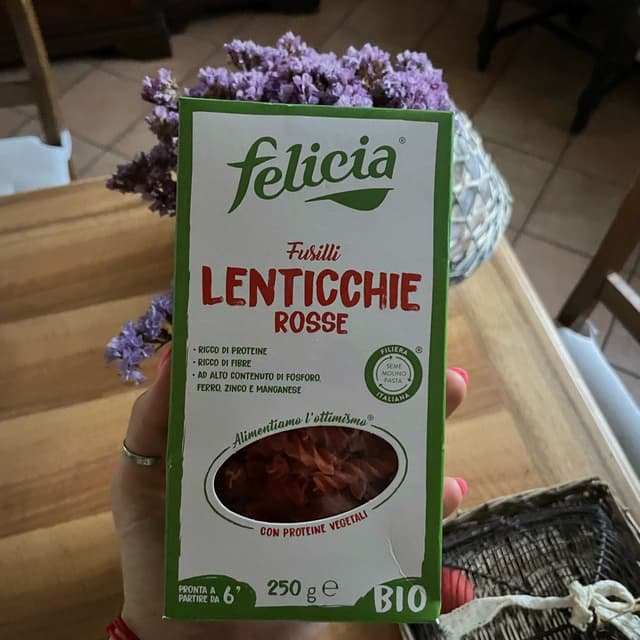 felicia®
Fusilli
LENTICCHIE
ROSSE
• RICCO DI PROTEINE
• RICCO DI FIBRE
• AD ALTO CONTENUTO DI FOSFORO,
FERRO, ZINCO E MANGANESE
FILIERA
SEME
MOLINO
PASTA
ITALIANA
®
Alimentiamo l'ottimismo®
CON PROTEINE VEGETALI
PRONTA A
PARTIRE DA 6'
250 g ℮
BIO